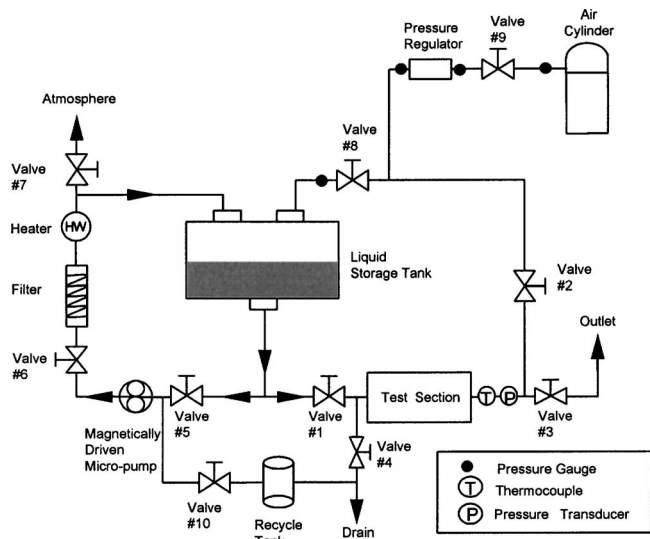 Air
Cylinder
Valve
#9
Pressure
Regulator
Atmosphere
Valve
#8
Valve
#7
Heater
HW
Liquid
Storage Tank
Filter
Valve
#2
Outlet
Valve
#6
Test Section
T
P
Valve
#5
Valve
#1
Valve
#3
Magnetically
Driven
Micro-pump
Valve
#4
Valve
#10
Recycle
Drain
Pressure Gauge
T
Thermocouple
P
Pressure Transducer